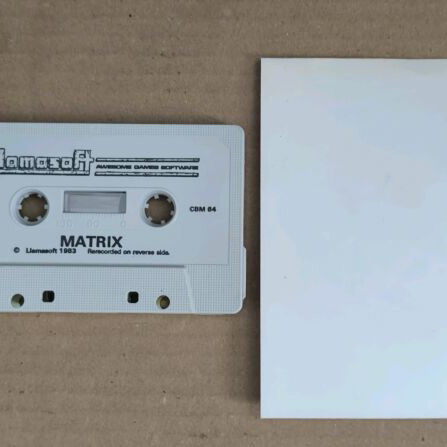 llamasoft
AWESOME GAMES SOFTWARE
CBM 64
MATRIX
© Llamasoft 1983 Rerecorded on reverse side.